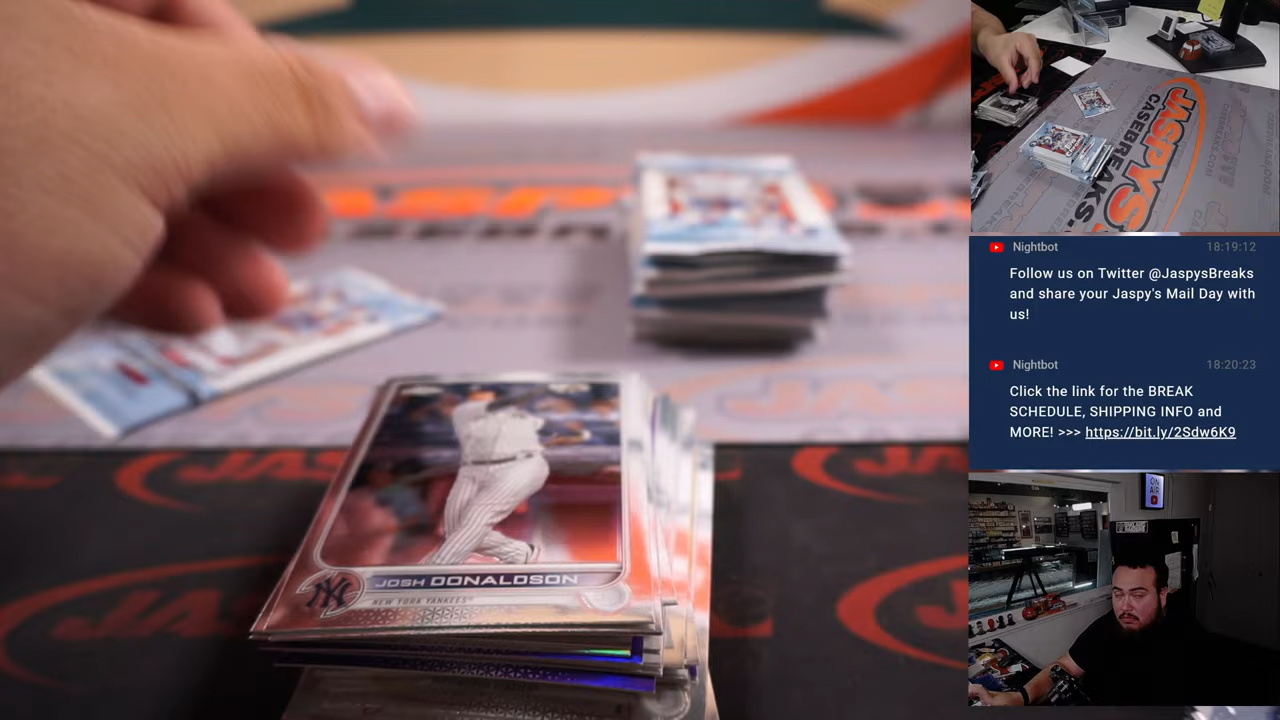 JOSH DONALDSON
NEW YORK YANKEES
JASPYS
CASEBREAKS.
Nightbot 18:19:12
Follow us on Twitter @JaspysBreaks
and share your Jaspy's Mail Day with
us!
Nightbot 18:20:23
Click the link for the BREAK
SCHEDULE, SHIPPING INFO and
MORE! >>> https://bit.ly/2Sdw6K9
ON
AIR